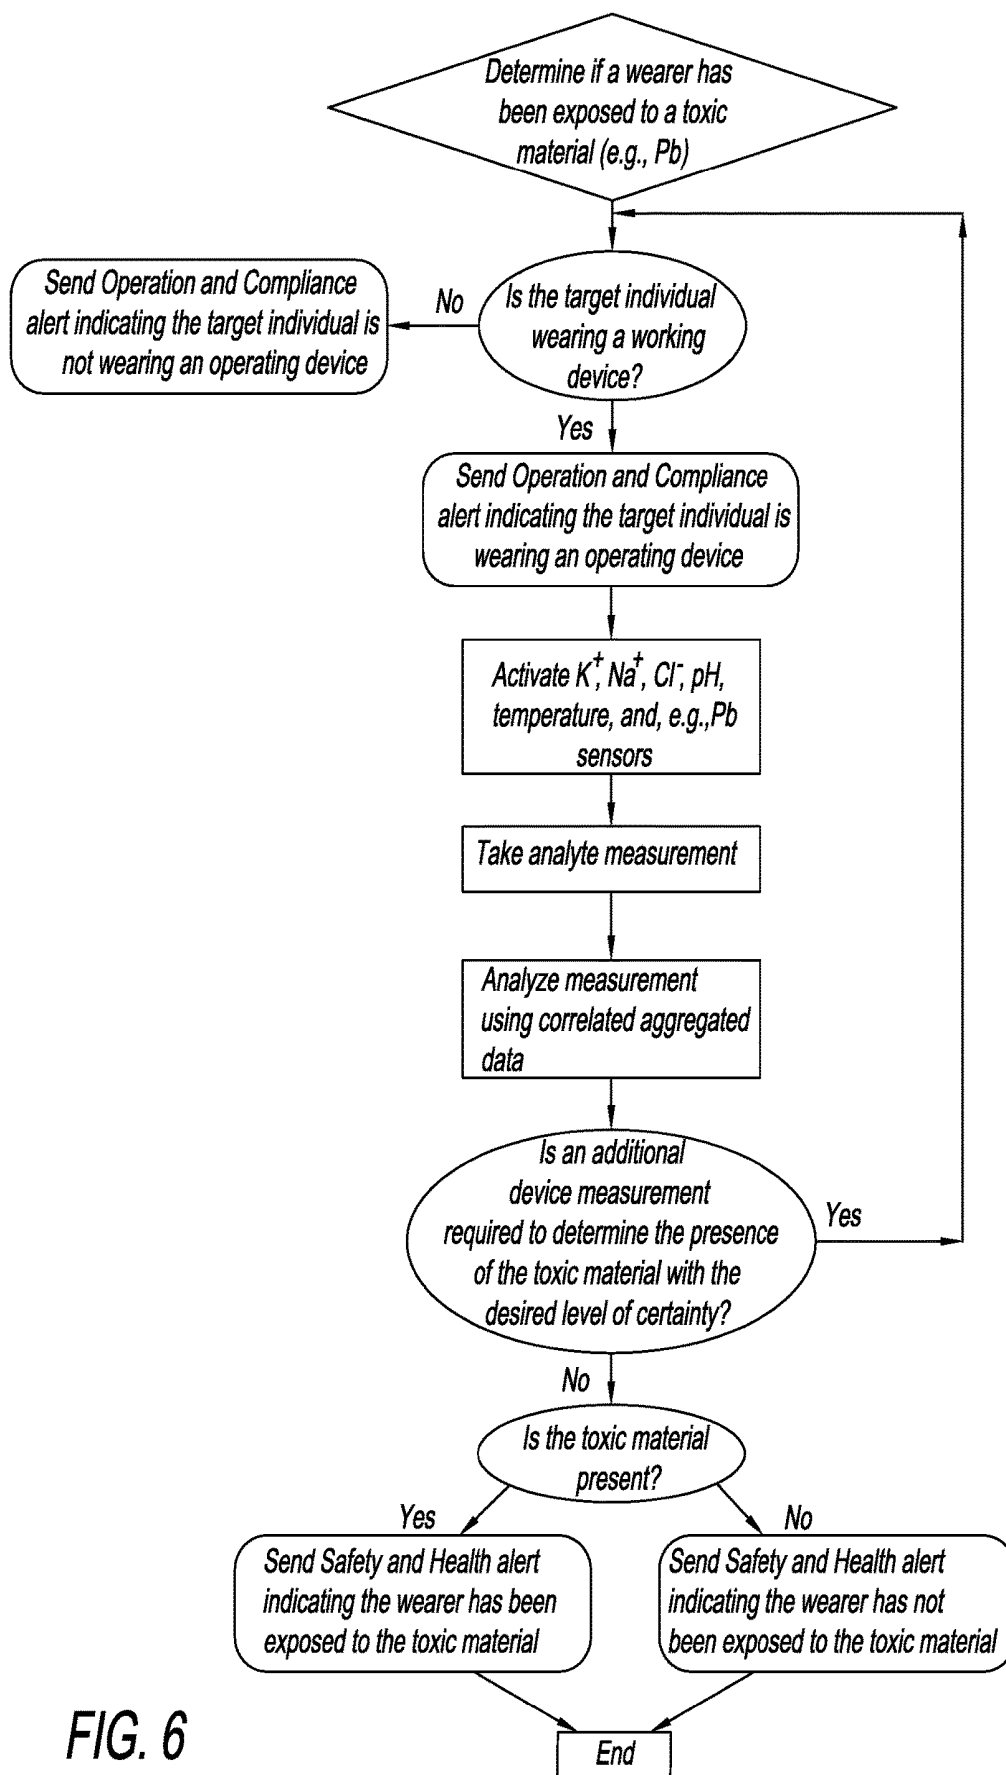 Determine if a wearer has
been exposed to a toxic
material (e.g., Pb)
Send Operation and Compliance
alert indicating the target individual is
not wearing an operating device
No
Is the target individual
wearing a working
device?
Yes
Send Operation and Compliance
alert indicating the target individual is
wearing an operating device
Activate K⁺, Na⁺, Cl⁻, pH,
temperature, and, e.g.,Pb
sensors
Take analyte measurement
Analyze measurement
using correlated aggregated
data
Is an additional
device measurement
required to determine the presence
of the toxic material with the
desired level of certainty?
Yes
No
Is the toxic material
present?
Yes
No
Send Safety and Health alert
indicating the wearer has been
exposed to the toxic material
Send Safety and Health alert
indicating the wearer has not
been exposed to the toxic material
End
FIG. 6